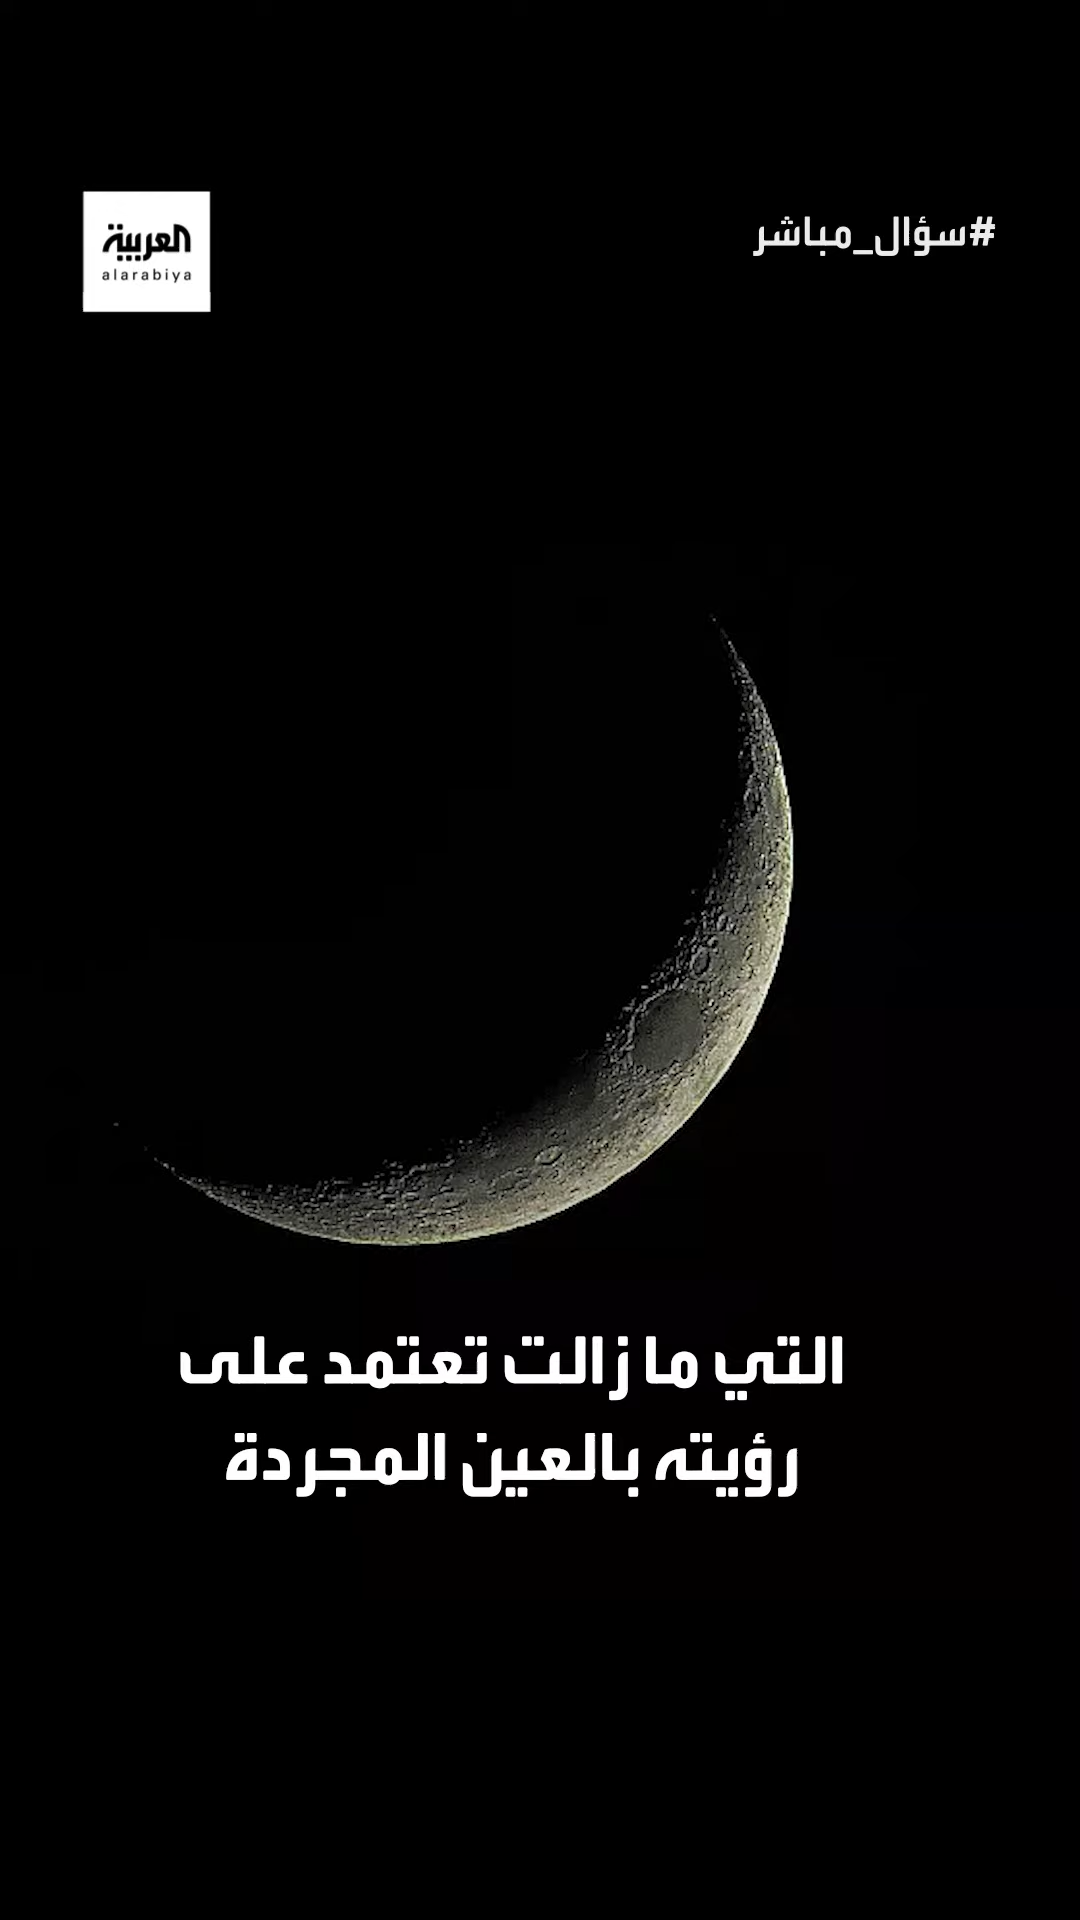 #سؤال_مباشر
العربية
alarabiya
التي ما زالت تعتمد على
رؤيته بالعين المجردة